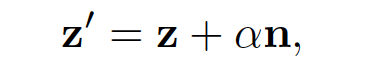 z′ = z + αn,